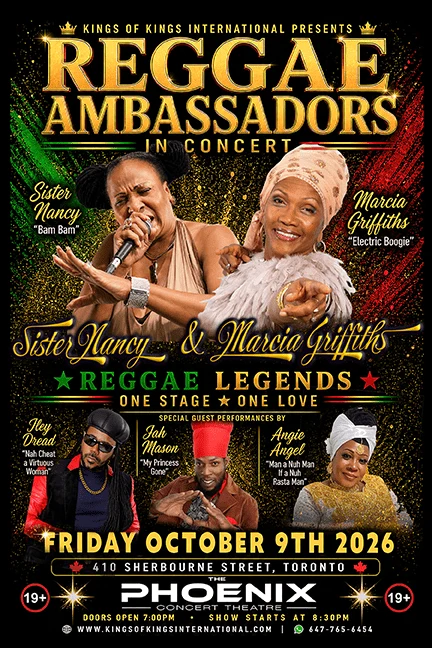 KINGS OF KINGS INTERNATIONAL PRESENTS
REGGAE
AMBASSADORS
IN CONCERT
Sister
Nancy
"Bam Bam"
Marcia
Griffiths
"Electric Boogie"
Sister Nancy & Marcia Griffiths
REGGAE LEGENDS
ONE STAGE ★ ONE LOVE
SPECIAL GUEST PERFORMANCES BY
Iley
Dread
"Nah Cheat
a Virtuous
Woman"
Jah
Mason
"My Princess
Gone"
Angie
Angel
"Man a Nuh Man
If a Nuh
Rasta Man"
FRIDAY OCTOBER 9TH 2026
410 SHERBOURNE STREET, TORONTO
THE
PHOENIX
CONCERT THEATRE
19+
19+
DOORS OPEN 7:00PM • SHOW STARTS AT 8:30PM
WWW.KINGSOFKINGSINTERNATIONAL.COM | 647-765-6454